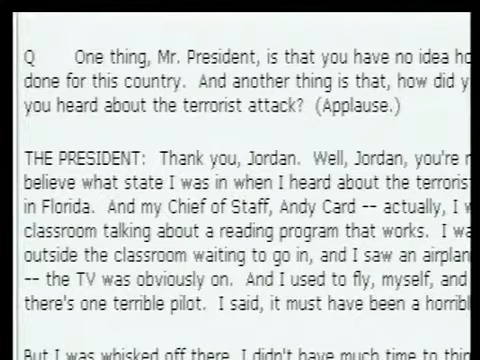 Q One thing, Mr. President, is that you have no idea
done for this country. And another thing is that, how did
you heard about the terrorist attack? (Applause.)
THE PRESIDENT: Thank you, Jordan. Well, Jordan, you're
believe what state I was in when I heard about the
in Florida. And my Chief of Staff, Andy Card -- actually, I
classroom talking about a reading program that works. I
outside the classroom waiting to go in, and I saw an
-- the TV was obviously on. And I used to fly, myself, and
there's one terrible pilot. I said, it must have been a
But I was whisked off there, I didn't have much time to